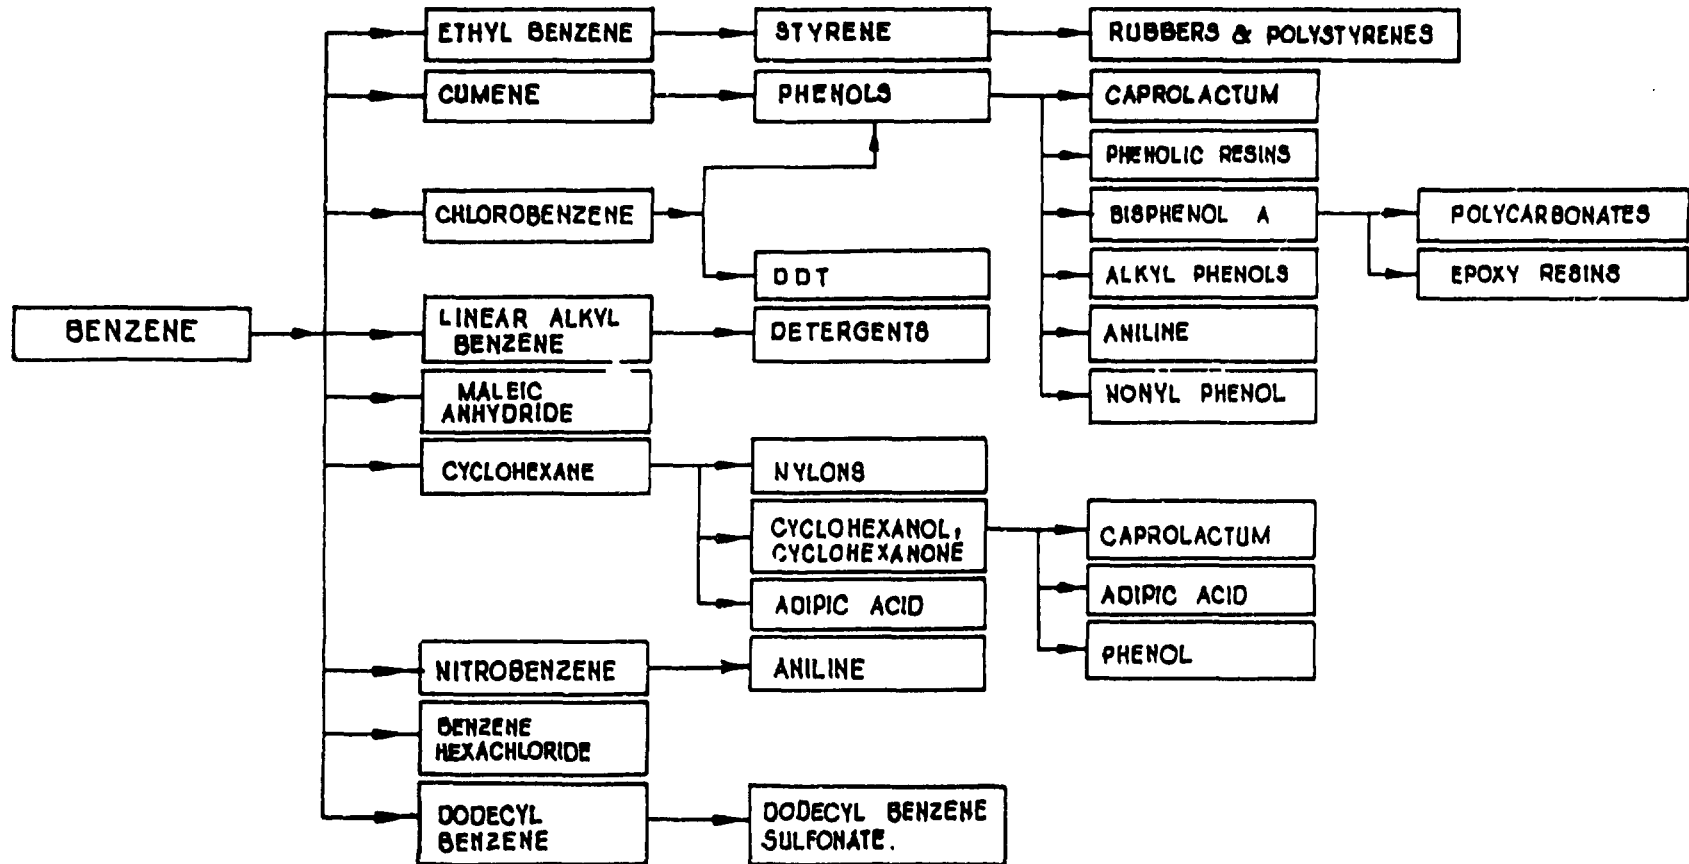 ETHYL BENZENE
STYRENE
RUBBERS & POLYSTYRENES
CUMENE
PHENOLS
CAPROLACTUM
PHENOLIC RESINS
CHLOROBENZENE
BISPHENOL A
POLYCARBONATES
DDT
ALKYL PHENOLS
EPOXY RESINS
BENZENE
LINEAR ALKYL
BENZENE
DETERGENTS
ANILINE
MALEIC
ANHYDRIDE
NONYL PHENOL
CYCLOHEXANE
NYLONS
CYCLOHEXANOL,
CYCLOHEXANONE
CAPROLACTUM
ADIPIC ACID
ADIPIC ACID
PHENOL
NITROBENZENE
ANILINE
BENZENE
HEXACHLORIDE
DODECYL
BENZENE
DODECYL BENZENE
SULFONATE.